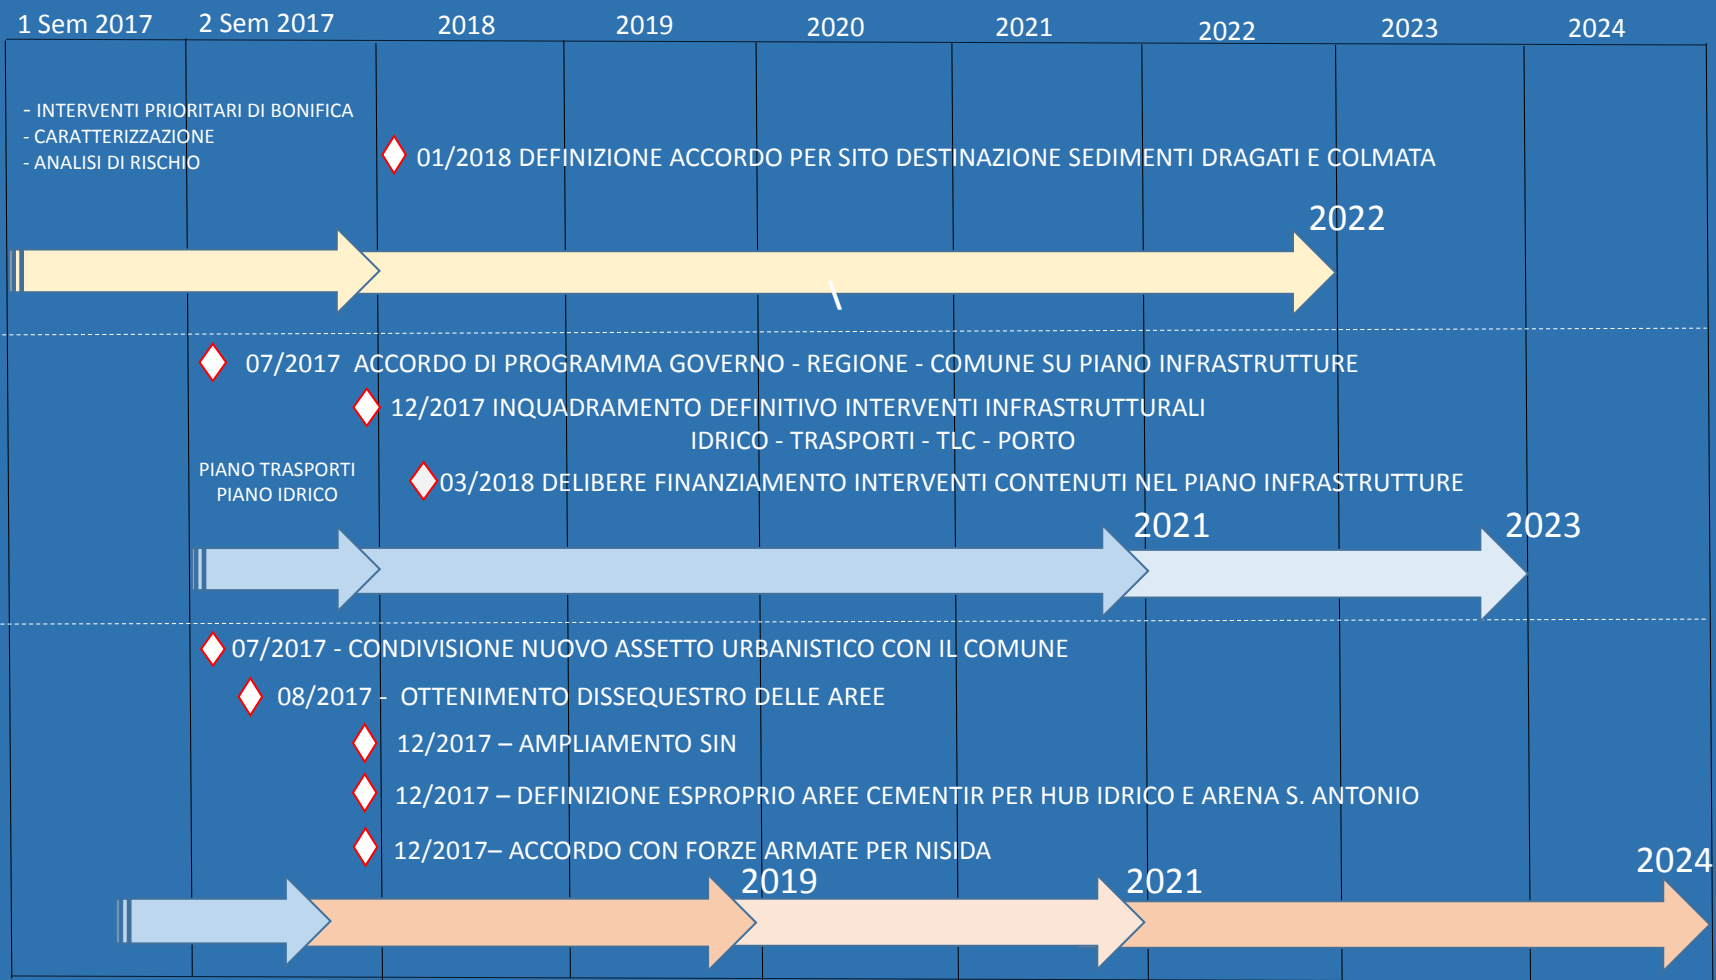 1 Sem 2017 2 Sem 2017 2018 2019 2020 2021 2022 2023 2024
- INTERVENTI PRIORITARI DI BONIFICA
- CARATTERIZZAZIONE
- ANALISI DI RISCHIO
01/2018 DEFINIZIONE ACCORDO PER SITO DESTINAZIONE SEDIMENTI DRAGATI E COLMATA
2022
\
07/2017 ACCORDO DI PROGRAMMA GOVERNO - REGIONE - COMUNE SU PIANO INFRASTRUTTURE
12/2017 INQUADRAMENTO DEFINITIVO INTERVENTI INFRASTRUTTURALI
IDRICO - TRASPORTI - TLC - PORTO
PIANO TRASPORTI
PIANO IDRICO
03/2018 DELIBERE FINANZIAMENTO INTERVENTI CONTENUTI NEL PIANO INFRASTRUTTURE
2021 2023
07/2017 - CONDIVISIONE NUOVO ASSETTO URBANISTICO CON IL COMUNE
08/2017 - OTTENIMENTO DISSEQUESTRO DELLE AREE
12/2017 – AMPLIAMENTO SIN
12/2017 – DEFINIZIONE ESPROPRIO AREE CEMENTIR PER HUB IDRICO E ARENA S. ANTONIO
12/2017– ACCORDO CON FORZE ARMATE PER NISIDA
2019 2021 2024